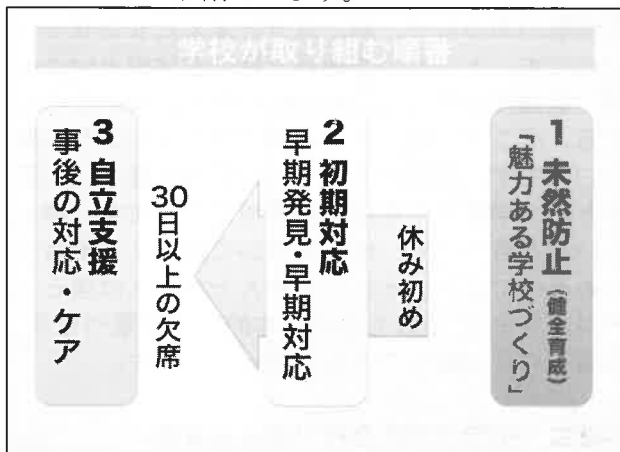 学校が取り組む順番
1 未然防止（健全育成）
「魅力ある学校づくり」
休み初め
2 初期対応
早期発見・早期対応
30日以上の欠席
3 自立支援
事後の対応・ケア